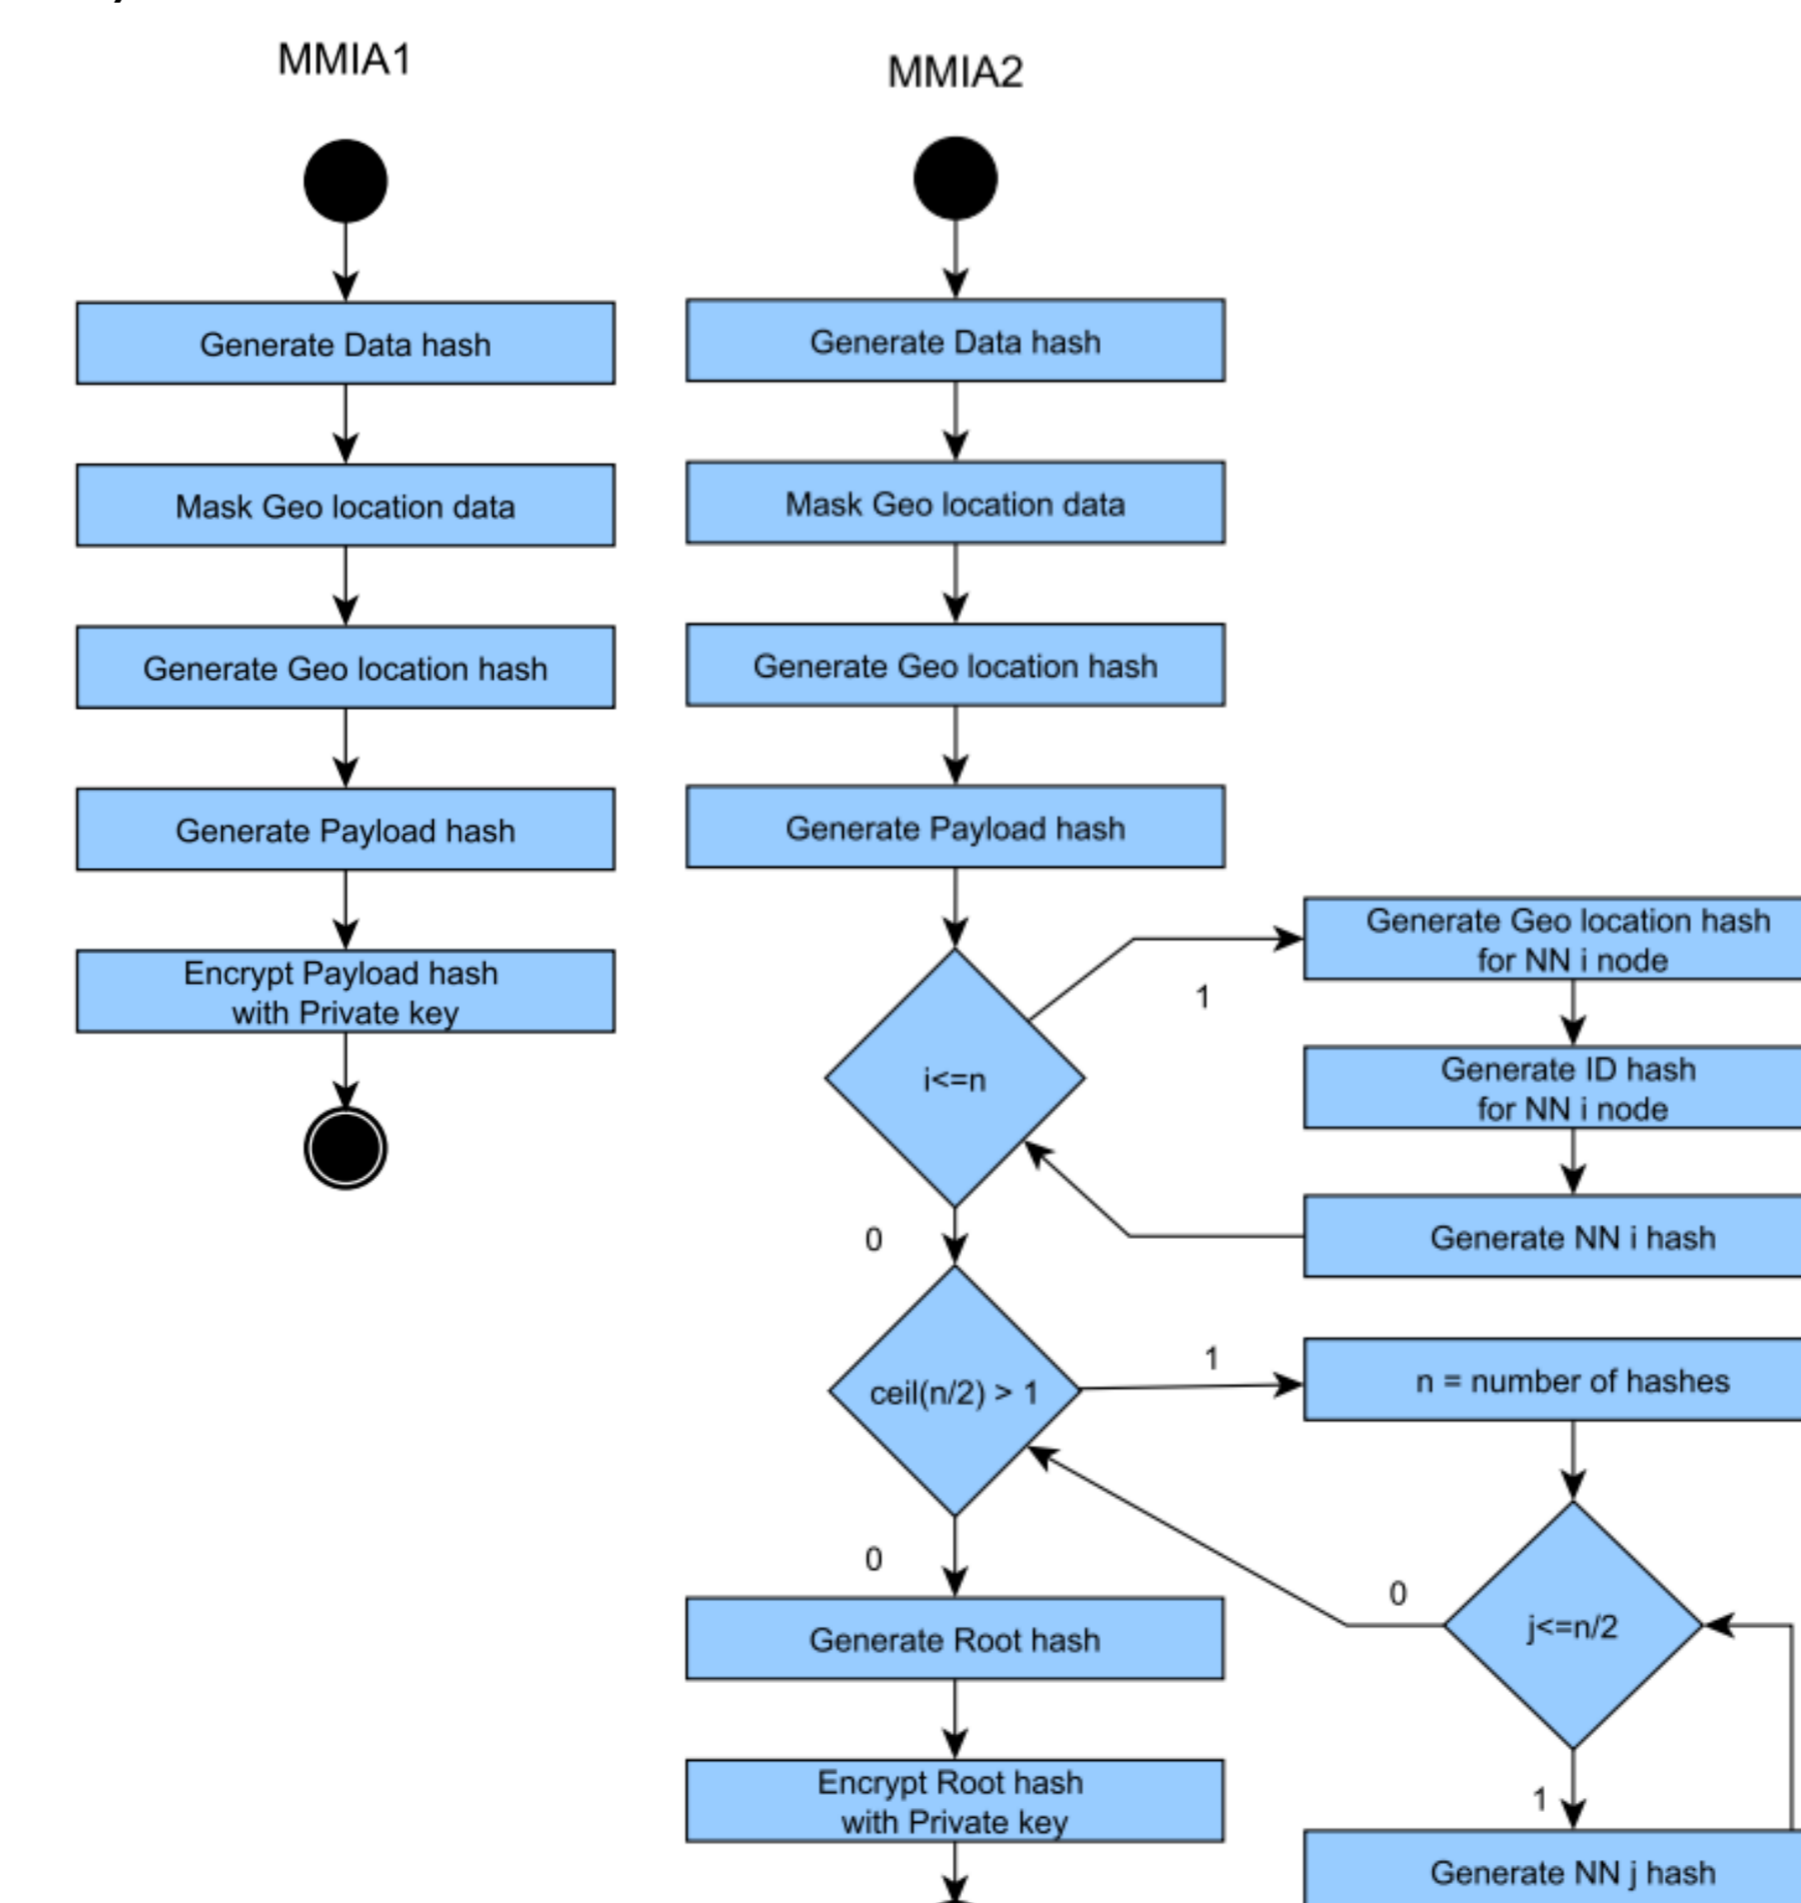 MMIA1
Generate Data hash
Mask Geo location data
Generate Geo location hash
Generate Payload hash
Encrypt Payload hash
with Private key
MMIA2
Generate Data hash
Mask Geo location data
Generate Geo location hash
Generate Payload hash
i<=n
1
Generate Geo location hash
for NN i node
Generate ID hash
for NN i node
Generate NN i hash
0
ceil(n/2) > 1
1
n = number of hashes
j<=n/2
0
1
Generate NN j hash
0
Generate Root hash
Encrypt Root hash
with Private key